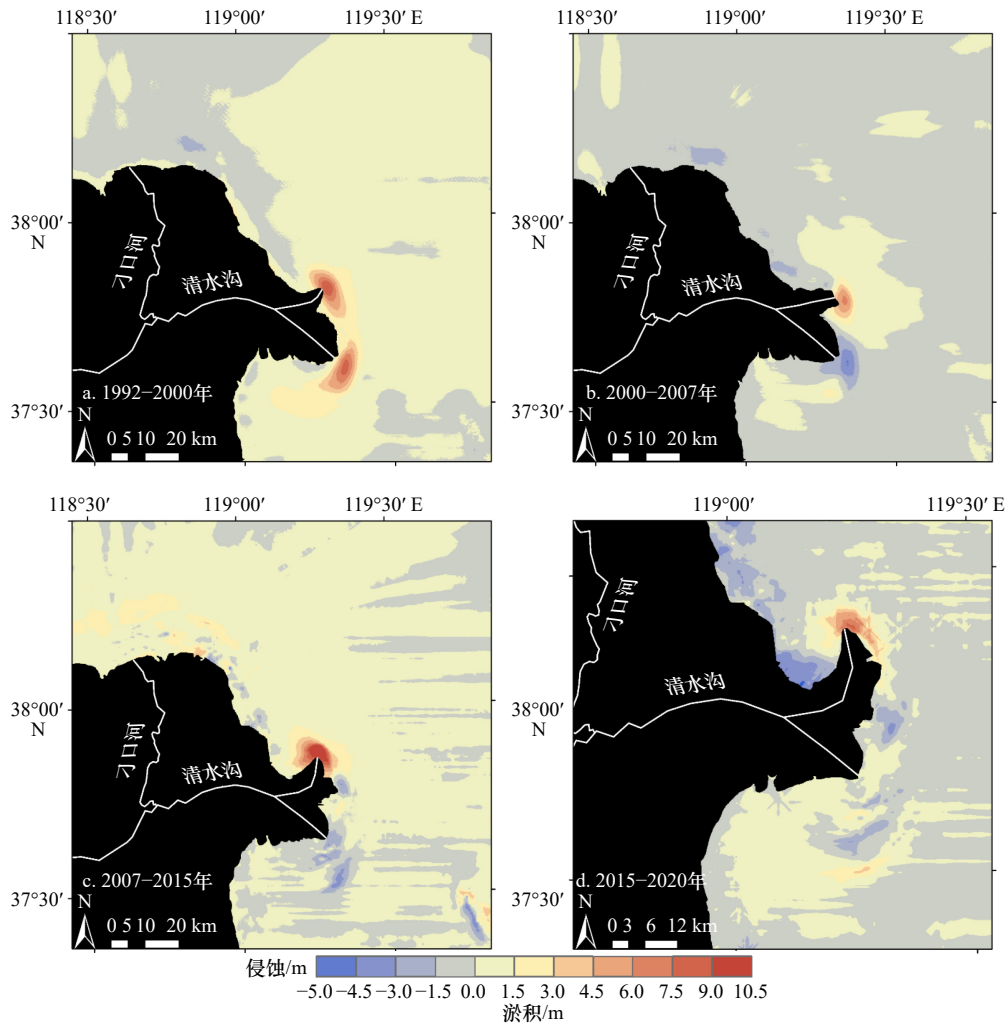 118°30′ 119°00′ 119°30′ E
118°30′ 119°00′ 119°30′ E
38°00′
N
刁口河
清水沟
37°30′
a. 1992−2000年
N
0 5 10 20 km
38°00′
N
刁口河
清水沟
37°30′
b. 2000−2007年
N
0 5 10 20 km
118°30′ 119°00′ 119°30′ E
119°00′ 119°30′ E
38°00′
N
刁口河
清水沟
37°30′
c. 2007−2015年
N
0 5 10 20 km
刁口河
清水沟
38°00′
N
37°30′
d. 2015−2020年
N
0 3 6 12 km
侵蚀/m
−5.0 −4.5 −3.0 −1.5 0.0 1.5 3.0 4.5 6.0 7.5 9.0 10.5
淤积/m